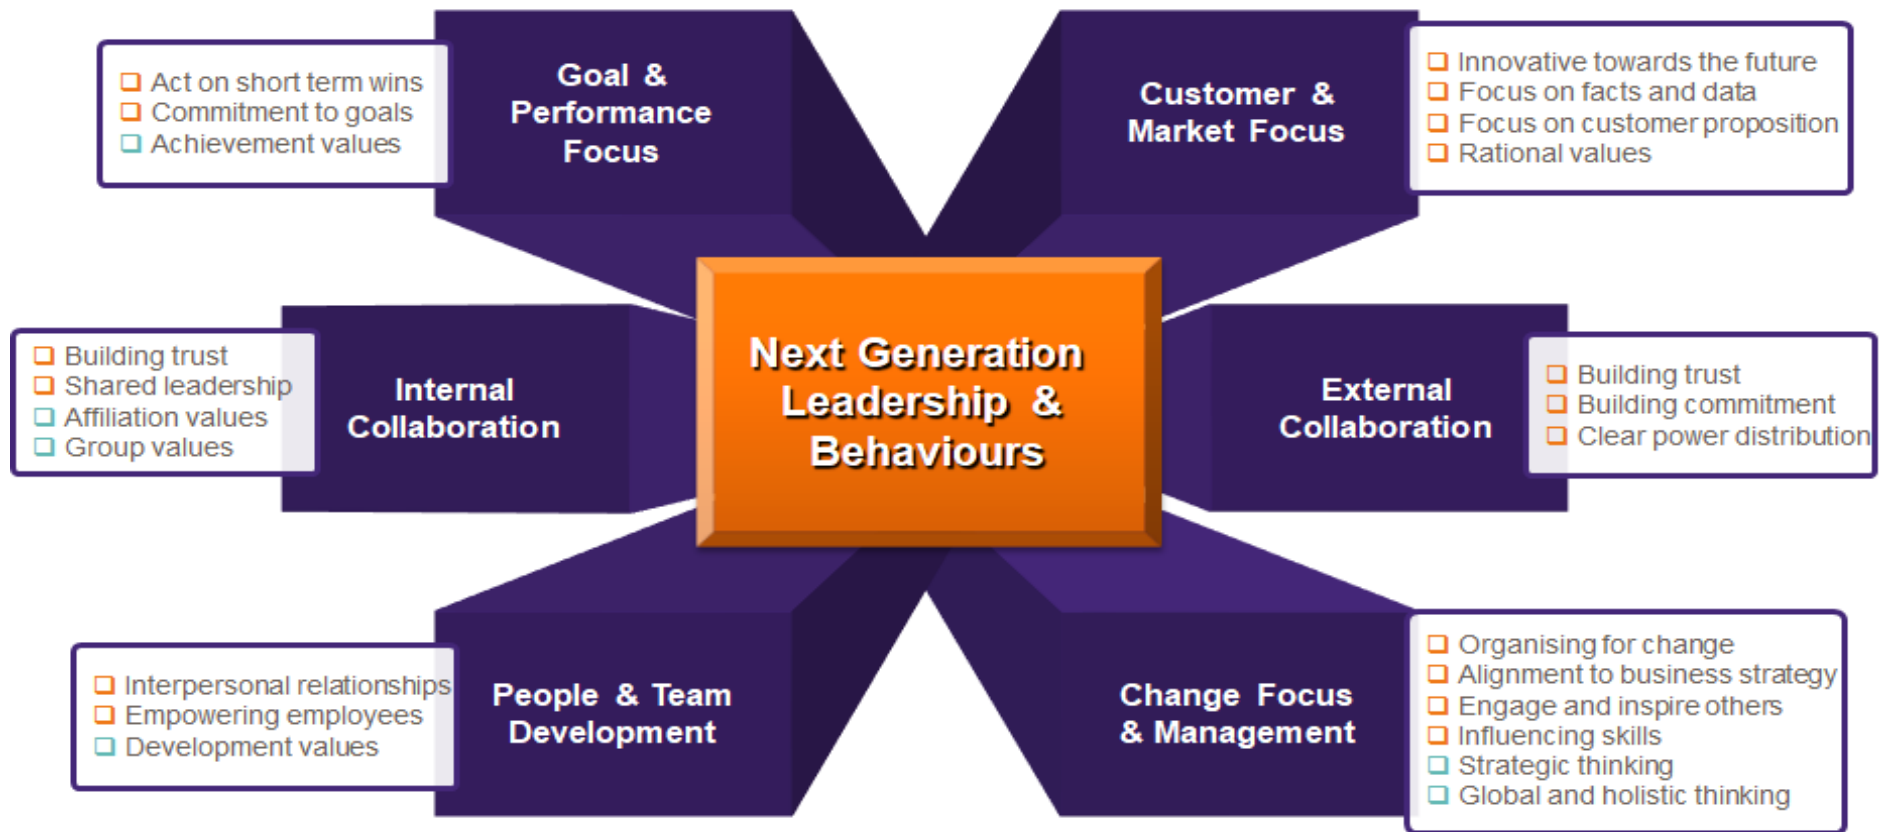 Act on short term wins
Commitment to goals
Achievement values
Goal &
Performance
Focus
Customer &
Market Focus
Innovative towards the future
Focus on facts and data
Focus on customer proposition
Rational values
Building trust
Shared leadership
Affiliation values
Group values
Internal
Collaboration
Next Generation
Leadership &
Behaviours
External
Collaboration
Building trust
Building commitment
Clear power distribution
Interpersonal relationships
Empowering employees
Development values
People & Team
Development
Change Focus
& Management
Organising for change
Alignment to business strategy
Engage and inspire others
Influencing skills
Strategic thinking
Global and holistic thinking